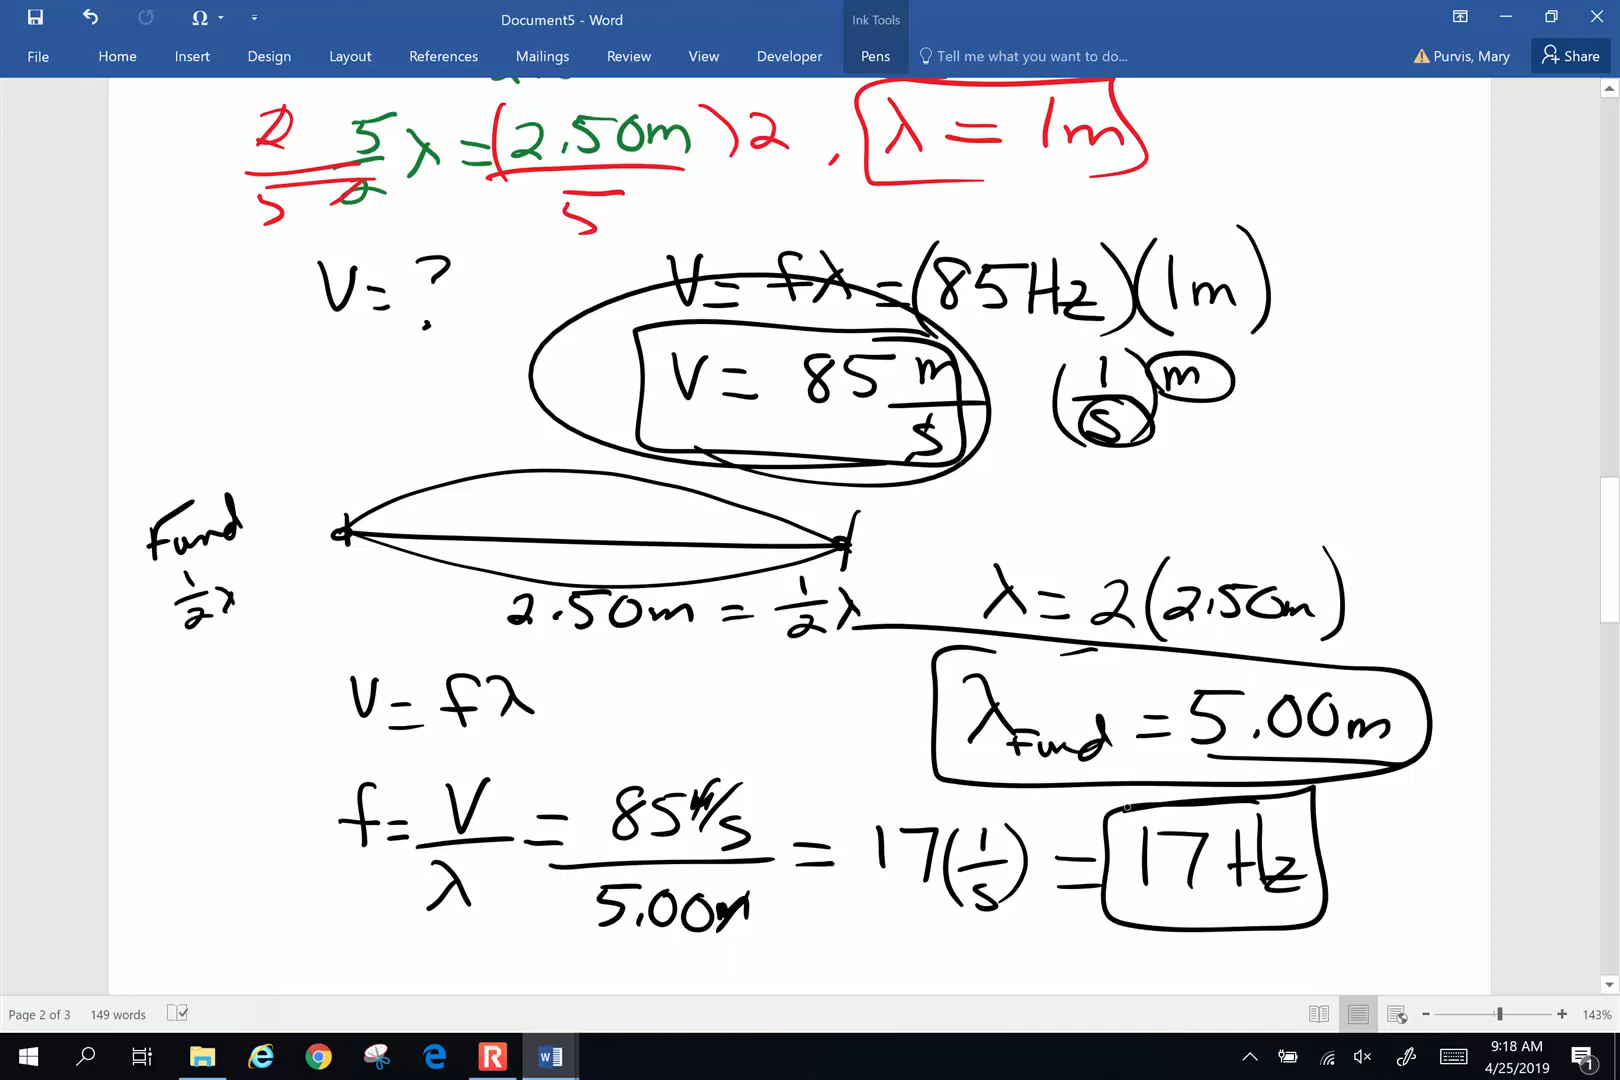 Document5 - Word
Ink Tools
File Home Insert Design Layout References Mailings Review View Developer Pens Tell me what you want to do... Purvis, Mary Share
2/5 5/2 λ = (2.50m)2/5 , λ = 1m
V = ? V = fλ = (85Hz)(1m)
V = 85 m/s (1/s) m
Fund
1/2 λ
2.50m = 1/2 λ λ = 2(2.50m)
V = fλ λFund = 5.00m
f = V/λ = 85 m/s / 5.00m = 17(1/s) = 17 Hz
Page 2 of 3 149 words 143%
9:18 AM
4/25/2019
1